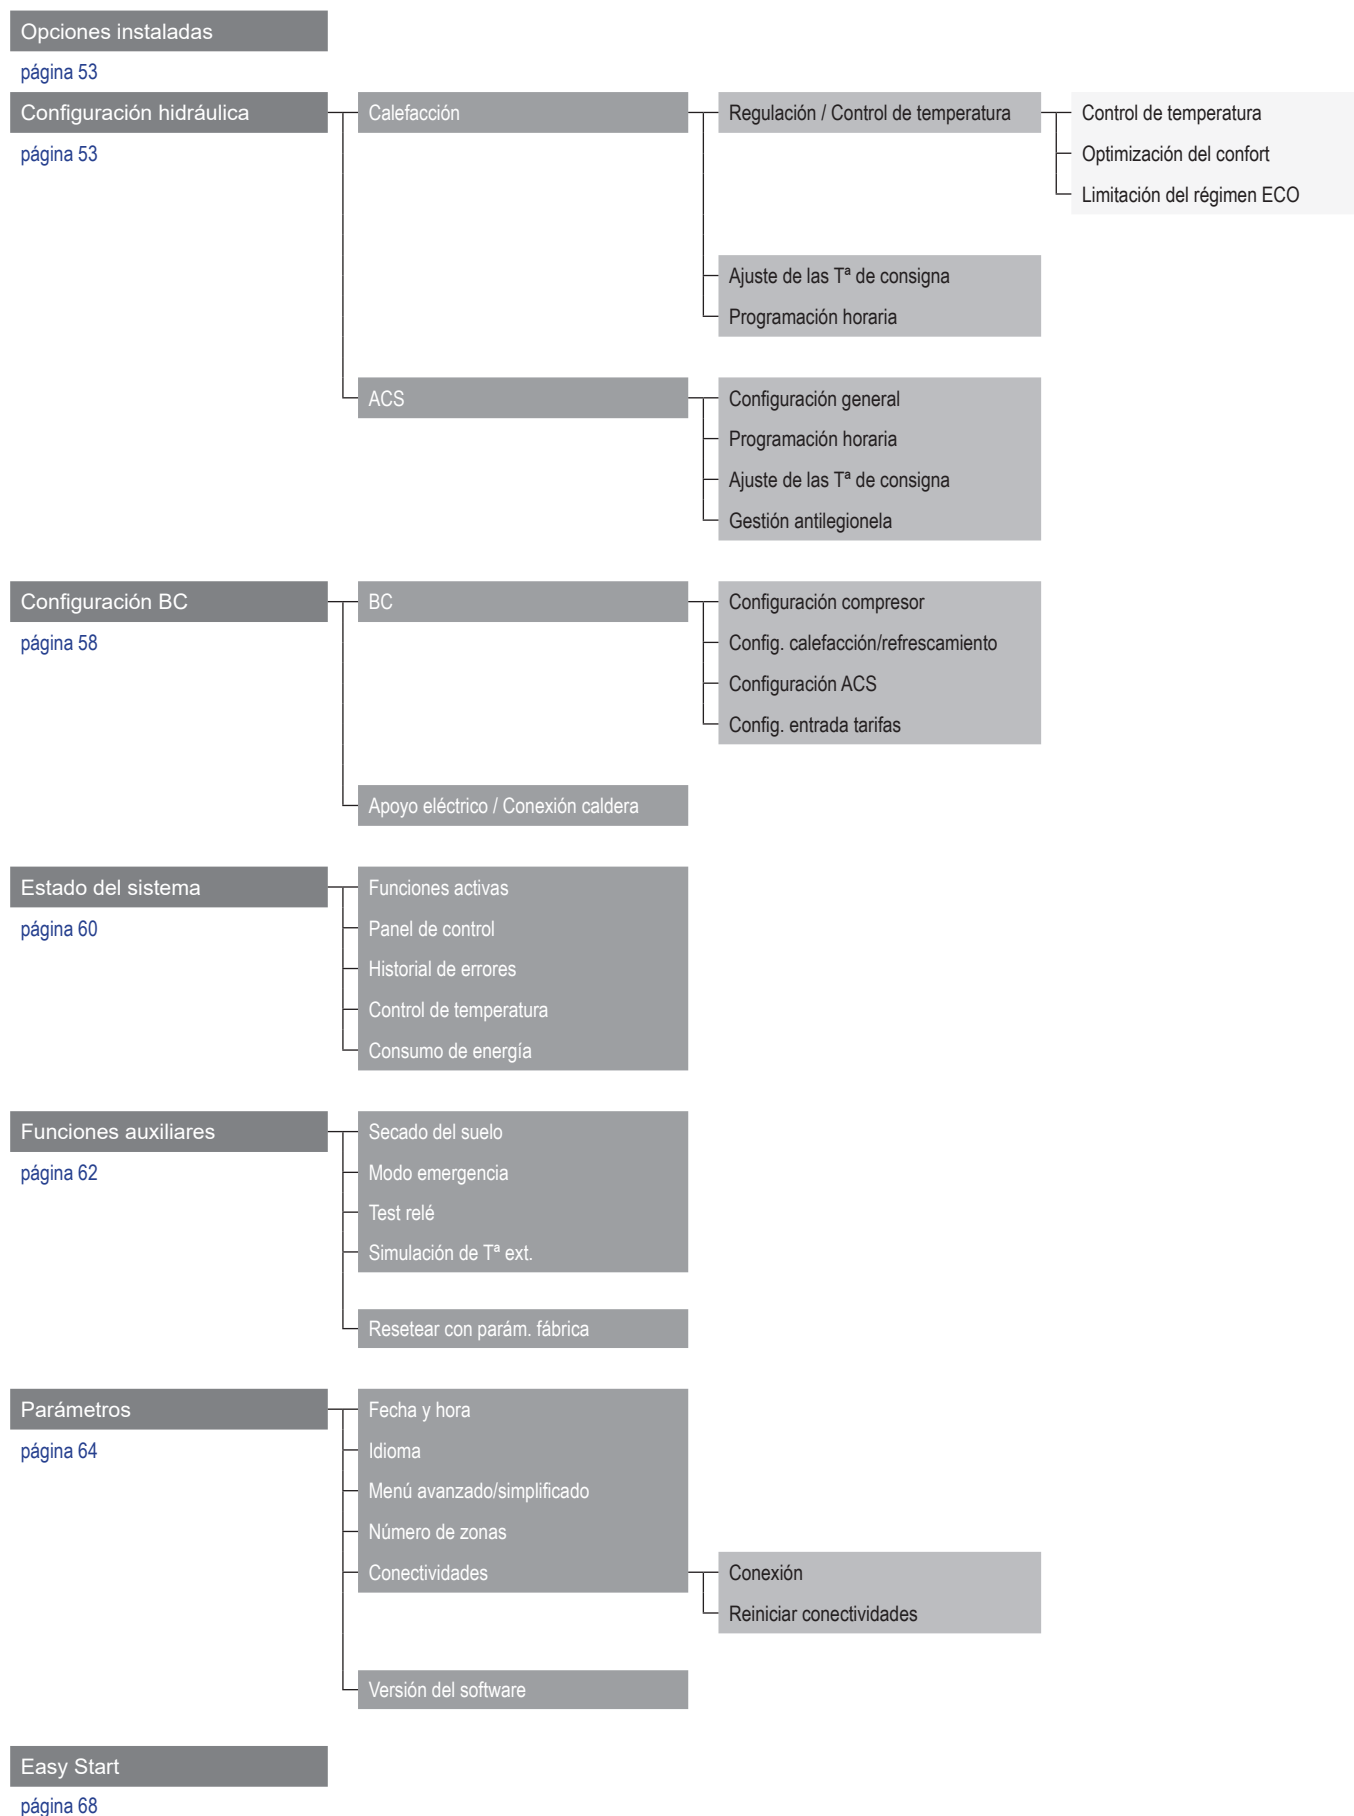 Opciones instaladas
página 53
Configuración hidráulica
página 53
Calefacción
Regulación / Control de temperatura
Control de temperatura
Optimización del confort
Limitación del régimen ECO
Ajuste de las Tª de consigna
Programación horaria
ACS
Configuración general
Programación horaria
Ajuste de las Tª de consigna
Gestión antilegionela
Configuración BC
página 58
BC
Configuración compresor
Config. calefacción/refrescamiento
Configuración ACS
Config. entrada tarifas
Apoyo eléctrico / Conexión caldera
Estado del sistema
página 60
Funciones activas
Panel de control
Historial de errores
Control de temperatura
Consumo de energía
Funciones auxiliares
página 62
Secado del suelo
Modo emergencia
Test relé
Simulación de Tª ext.
Resetear con parám. fábrica
Parámetros
página 64
Fecha y hora
Idioma
Menú avanzado/simplificado
Número de zonas
Conectividades
Conexión
Reiniciar conectividades
Versión del software
Easy Start
página 68